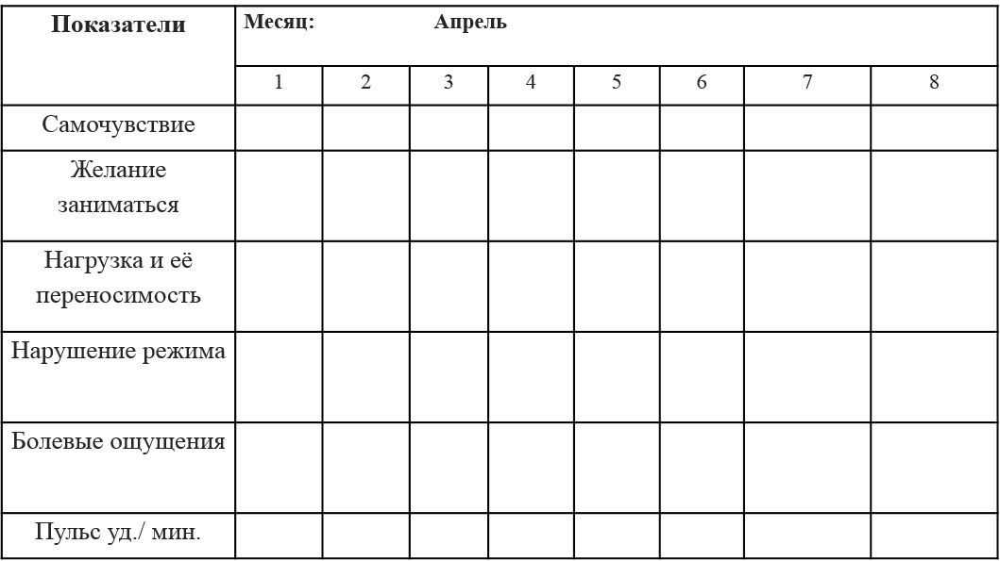 Показатели
Месяц: Апрель
1 2 3 4 5 6 7 8
Самочувствие
Желание
заниматься
Нагрузка и её
переносимость
Нарушение режима
Болевые ощущения
Пульс уд./ мин.